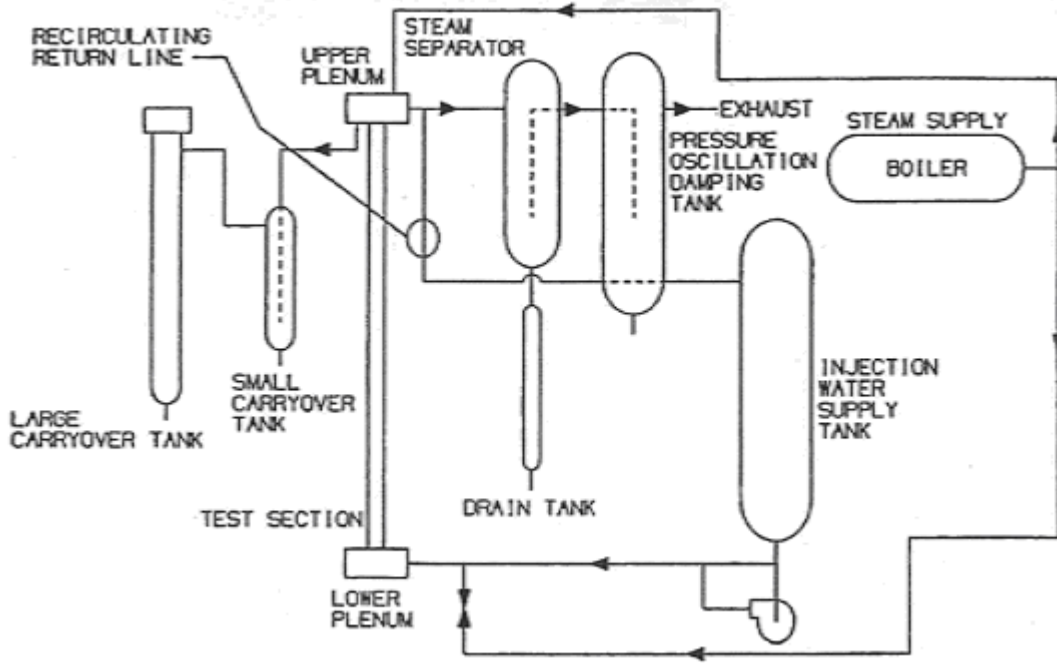 RECIRCULATING
RETURN LINE
UPPER
PLENUM
STEAM
SEPARATOR
EXHAUST
PRESSURE
OSCILLATION
DAMPING
TANK
STEAM SUPPLY
BOILER
INJECTION
WATER
SUPPLY
TANK
SMALL
CARRYOVER
TANK
LARGE
CARRYOVER TANK
DRAIN TANK
TEST SECTION
LOWER
PLENUM